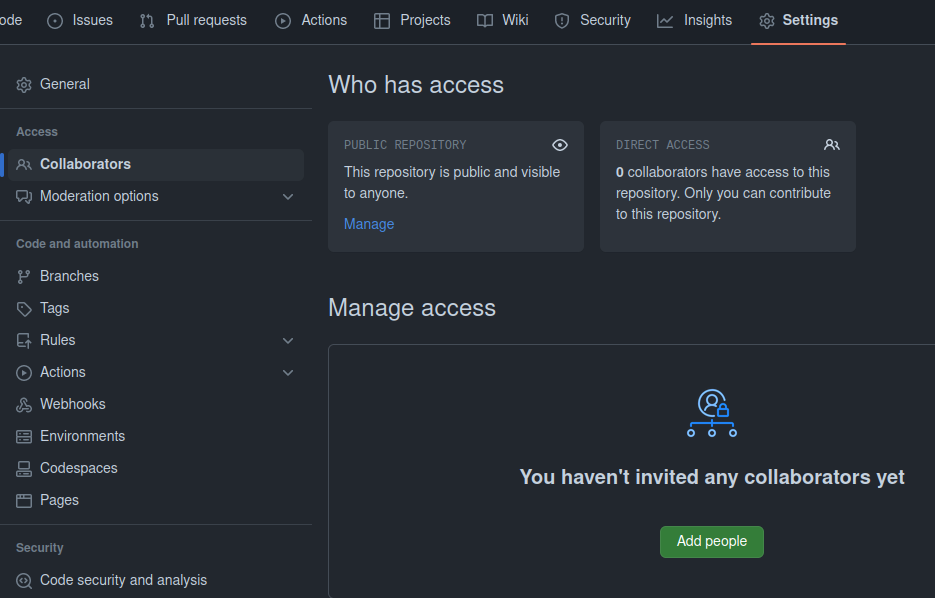 ode Issues Pull requests Actions Projects Wiki Security Insights Settings
General
Access
Collaborators
Moderation options
Code and automation
Branches
Tags
Rules
Actions
Webhooks
Environments
Codespaces
Pages
Security
Code security and analysis
Who has access
PUBLIC REPOSITORY
This repository is public and visible
to anyone.
Manage
DIRECT ACCESS
0 collaborators have access to this
repository. Only you can contribute
to this repository.
Manage access
You haven't invited any collaborators yet
Add people